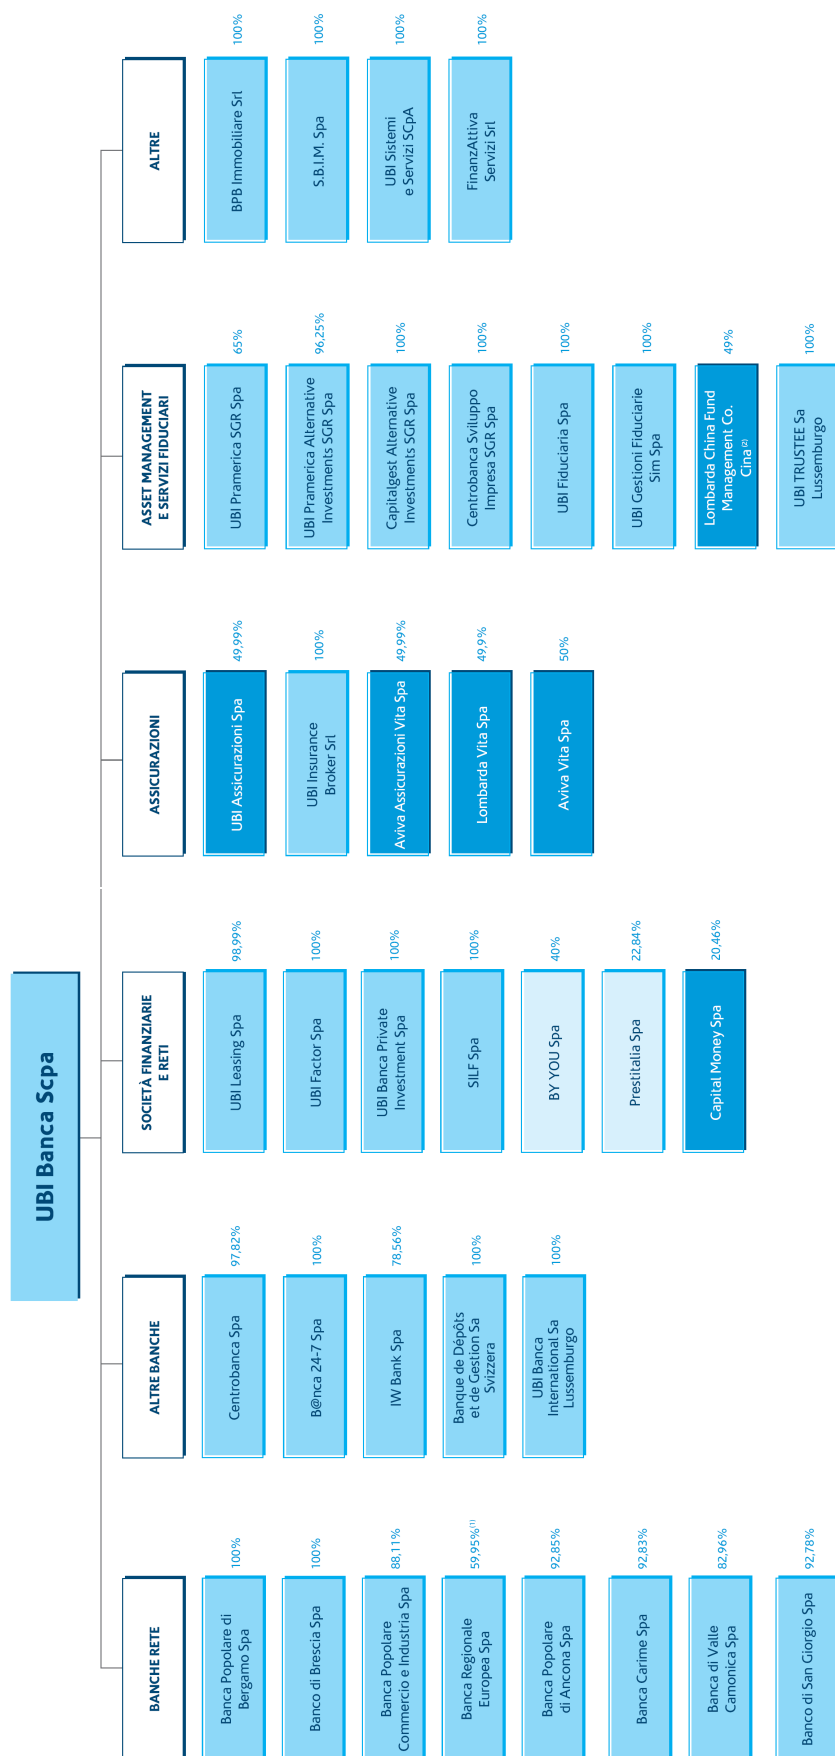 UBI Banca Scpa
BANCHE RETE
Banca Popolare di
Bergamo Spa
100%
Banco di Brescia Spa
100%
Banca Popolare
Commercio e Industria Spa
88,11%
Banca Regionale
Europea Spa
59,95%(1)
Banca Popolare
di Ancona Spa
92,85%
Banca Carime Spa
92,83%
Banca di Valle
Camonica Spa
82,96%
Banco di San Giorgio Spa
92,78%
ALTRE BANCHE
Centrobanca Spa
97,82%
B@nca 24-7 Spa
100%
IW Bank Spa
78,56%
Banque de Dépôts
et de Gestion Sa
Svizzera
100%
UBI Banca
International Sa
Lussemburgo
100%
SOCIETÀ FINANZIARIE
E RETI
UBI Leasing Spa
98,99%
UBI Factor Spa
100%
UBI Banca Private
Investment Spa
100%
SILF Spa
100%
BY YOU Spa
40%
Prestitalia Spa
22,84%
Capital Money Spa
20,46%
ASSICURAZIONI
UBI Assicurazioni Spa
49,99%
UBI Insurance
Broker Srl
100%
Aviva Assicurazioni Vita Spa
49,99%
Lombarda Vita Spa
49,9%
Aviva Vita Spa
50%
ASSET MANAGEMENT
E SERVIZI FIDUCIARI
UBI Pramerica SGR Spa
65%
UBI Pramerica Alternative
Investments SGR Spa
96,25%
Capitalgest Alternative
Investments SGR Spa
100%
Centrobanca Sviluppo
Impresa SGR Spa
100%
UBI Fiduciaria Spa
100%
UBI Gestioni Fiduciarie
Sim Spa
100%
Lombarda China Fund
Management Co.
Cina (2)
49%
UBI TRUSTEE Sa
Lussemburgo
100%
ALTRE
BPB Immobiliare Srl
100%
S.B.I.M. Spa
100%
UBI Sistemi
e Servizi SCpA
100%
FinanzAttiva
Servizi Srl
100%